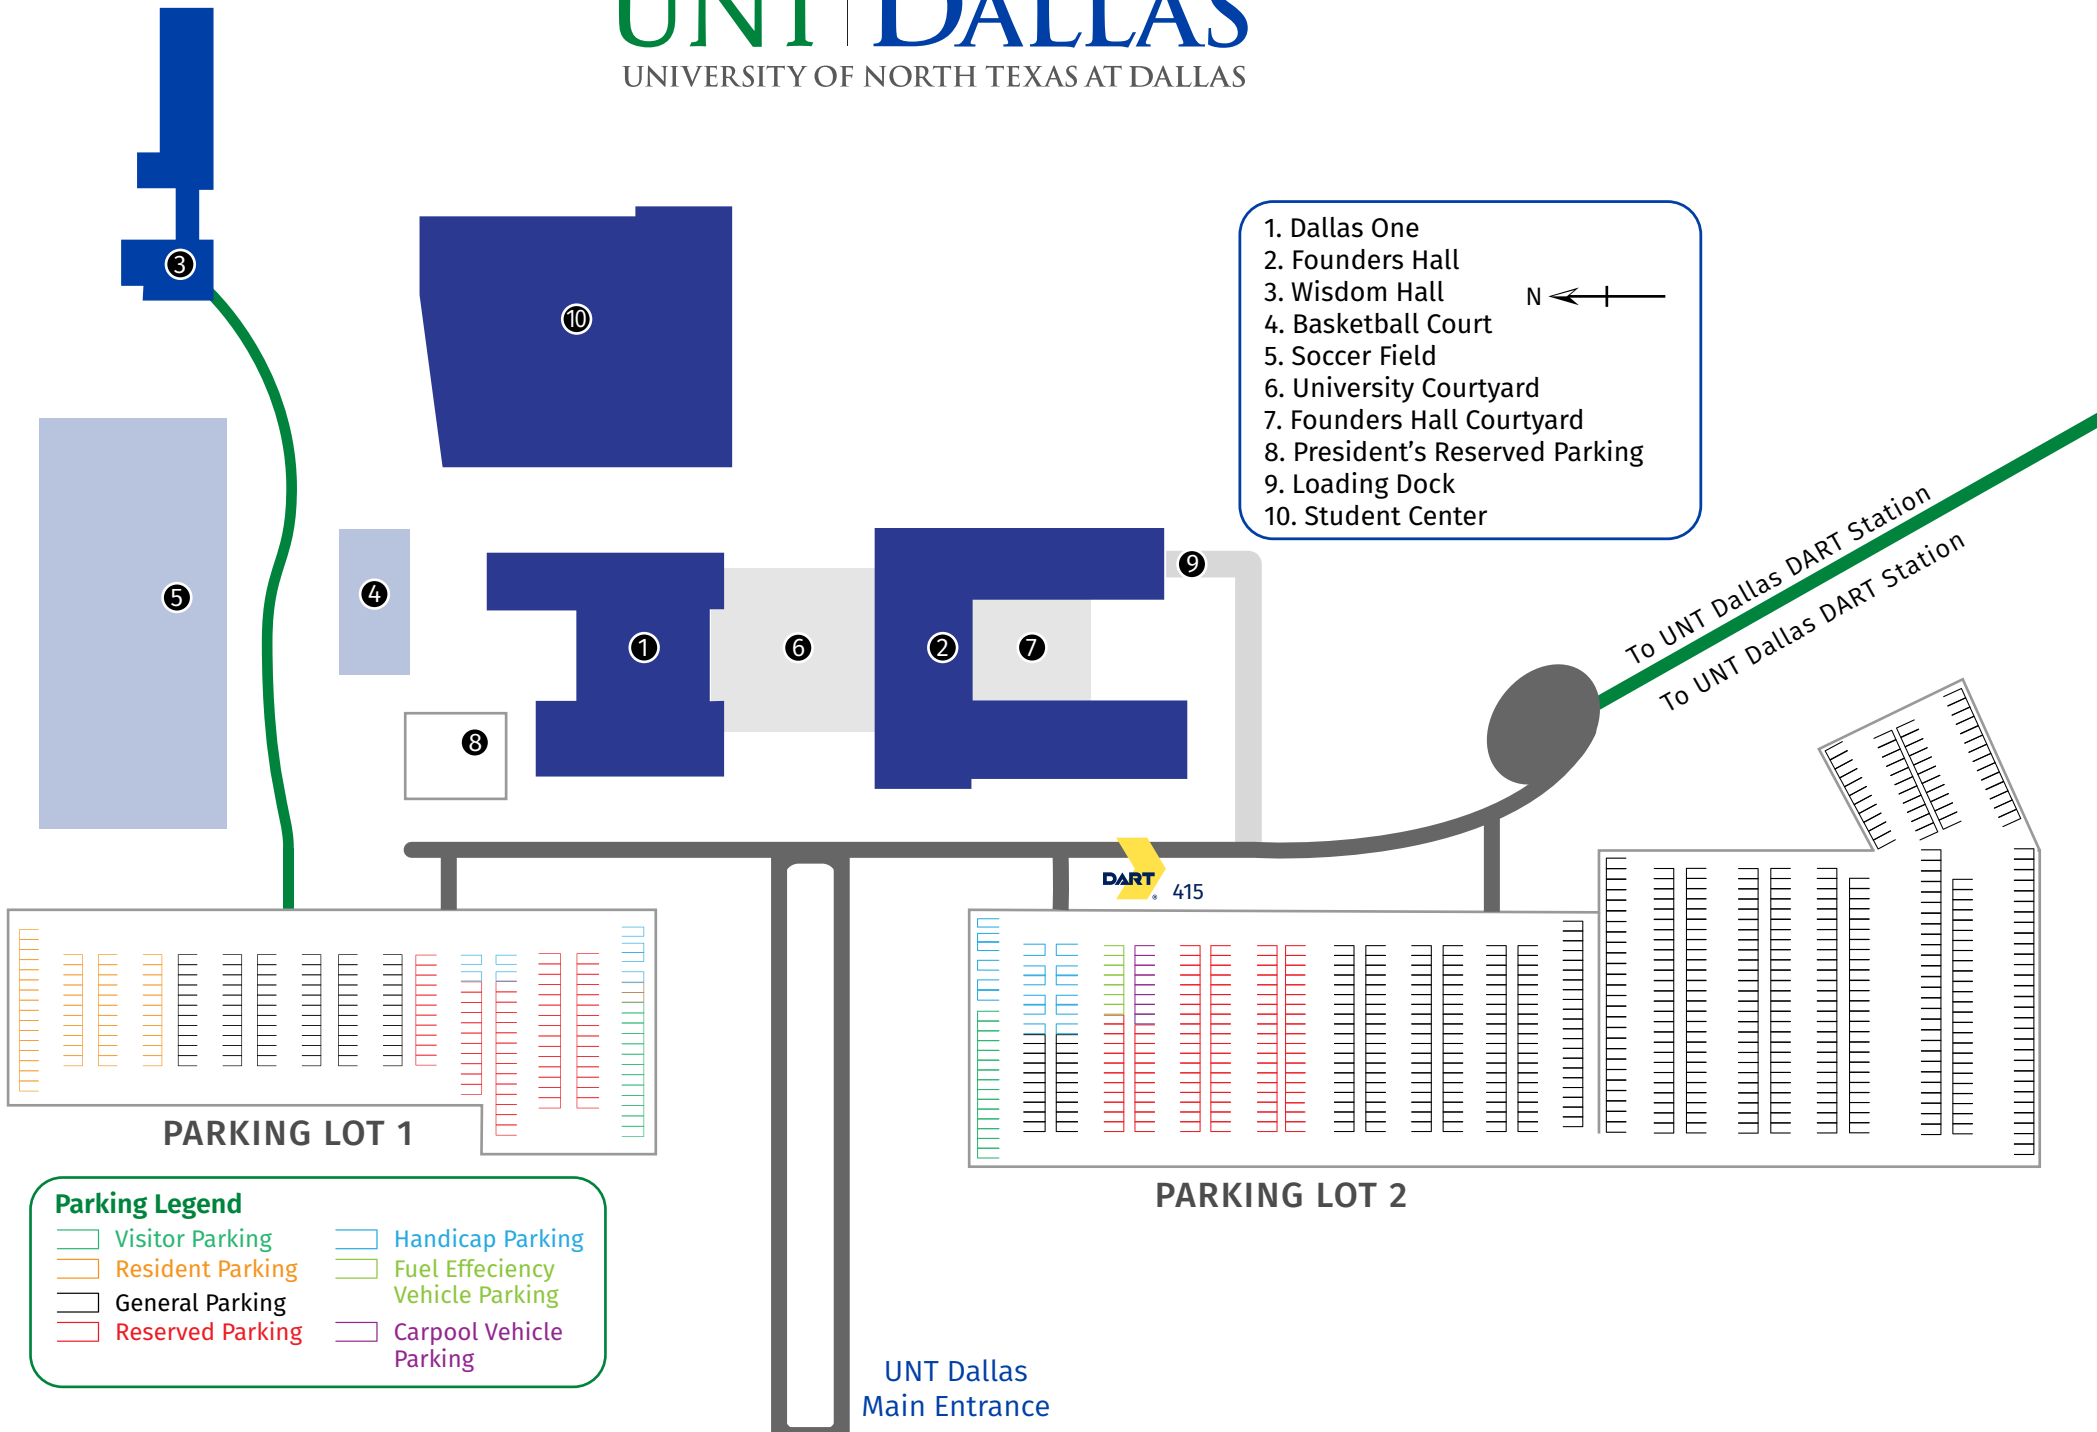 UNT | DALLAS
UNIVERSITY OF NORTH TEXAS AT DALLAS
1. Dallas One
2. Founders Hall
3. Wisdom Hall
4. Basketball Court
5. Soccer Field
6. University Courtyard
7. Founders Hall Courtyard
8. President's Reserved Parking
9. Loading Dock
10. Student Center
N
3
10
5
4
1
6
2
7
9
8
To UNT Dallas DART Station
To UNT Dallas DART Station
DART ®
415
PARKING LOT 1
PARKING LOT 2
Parking Legend
Visitor Parking
Resident Parking
General Parking
Reserved Parking
Handicap Parking
Fuel Effeciency
Vehicle Parking
Carpool Vehicle
Parking
UNT Dallas
Main Entrance